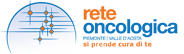 rete
oncologica
PIEMONTE | VALLE D'AOSTA
si prende cura di te